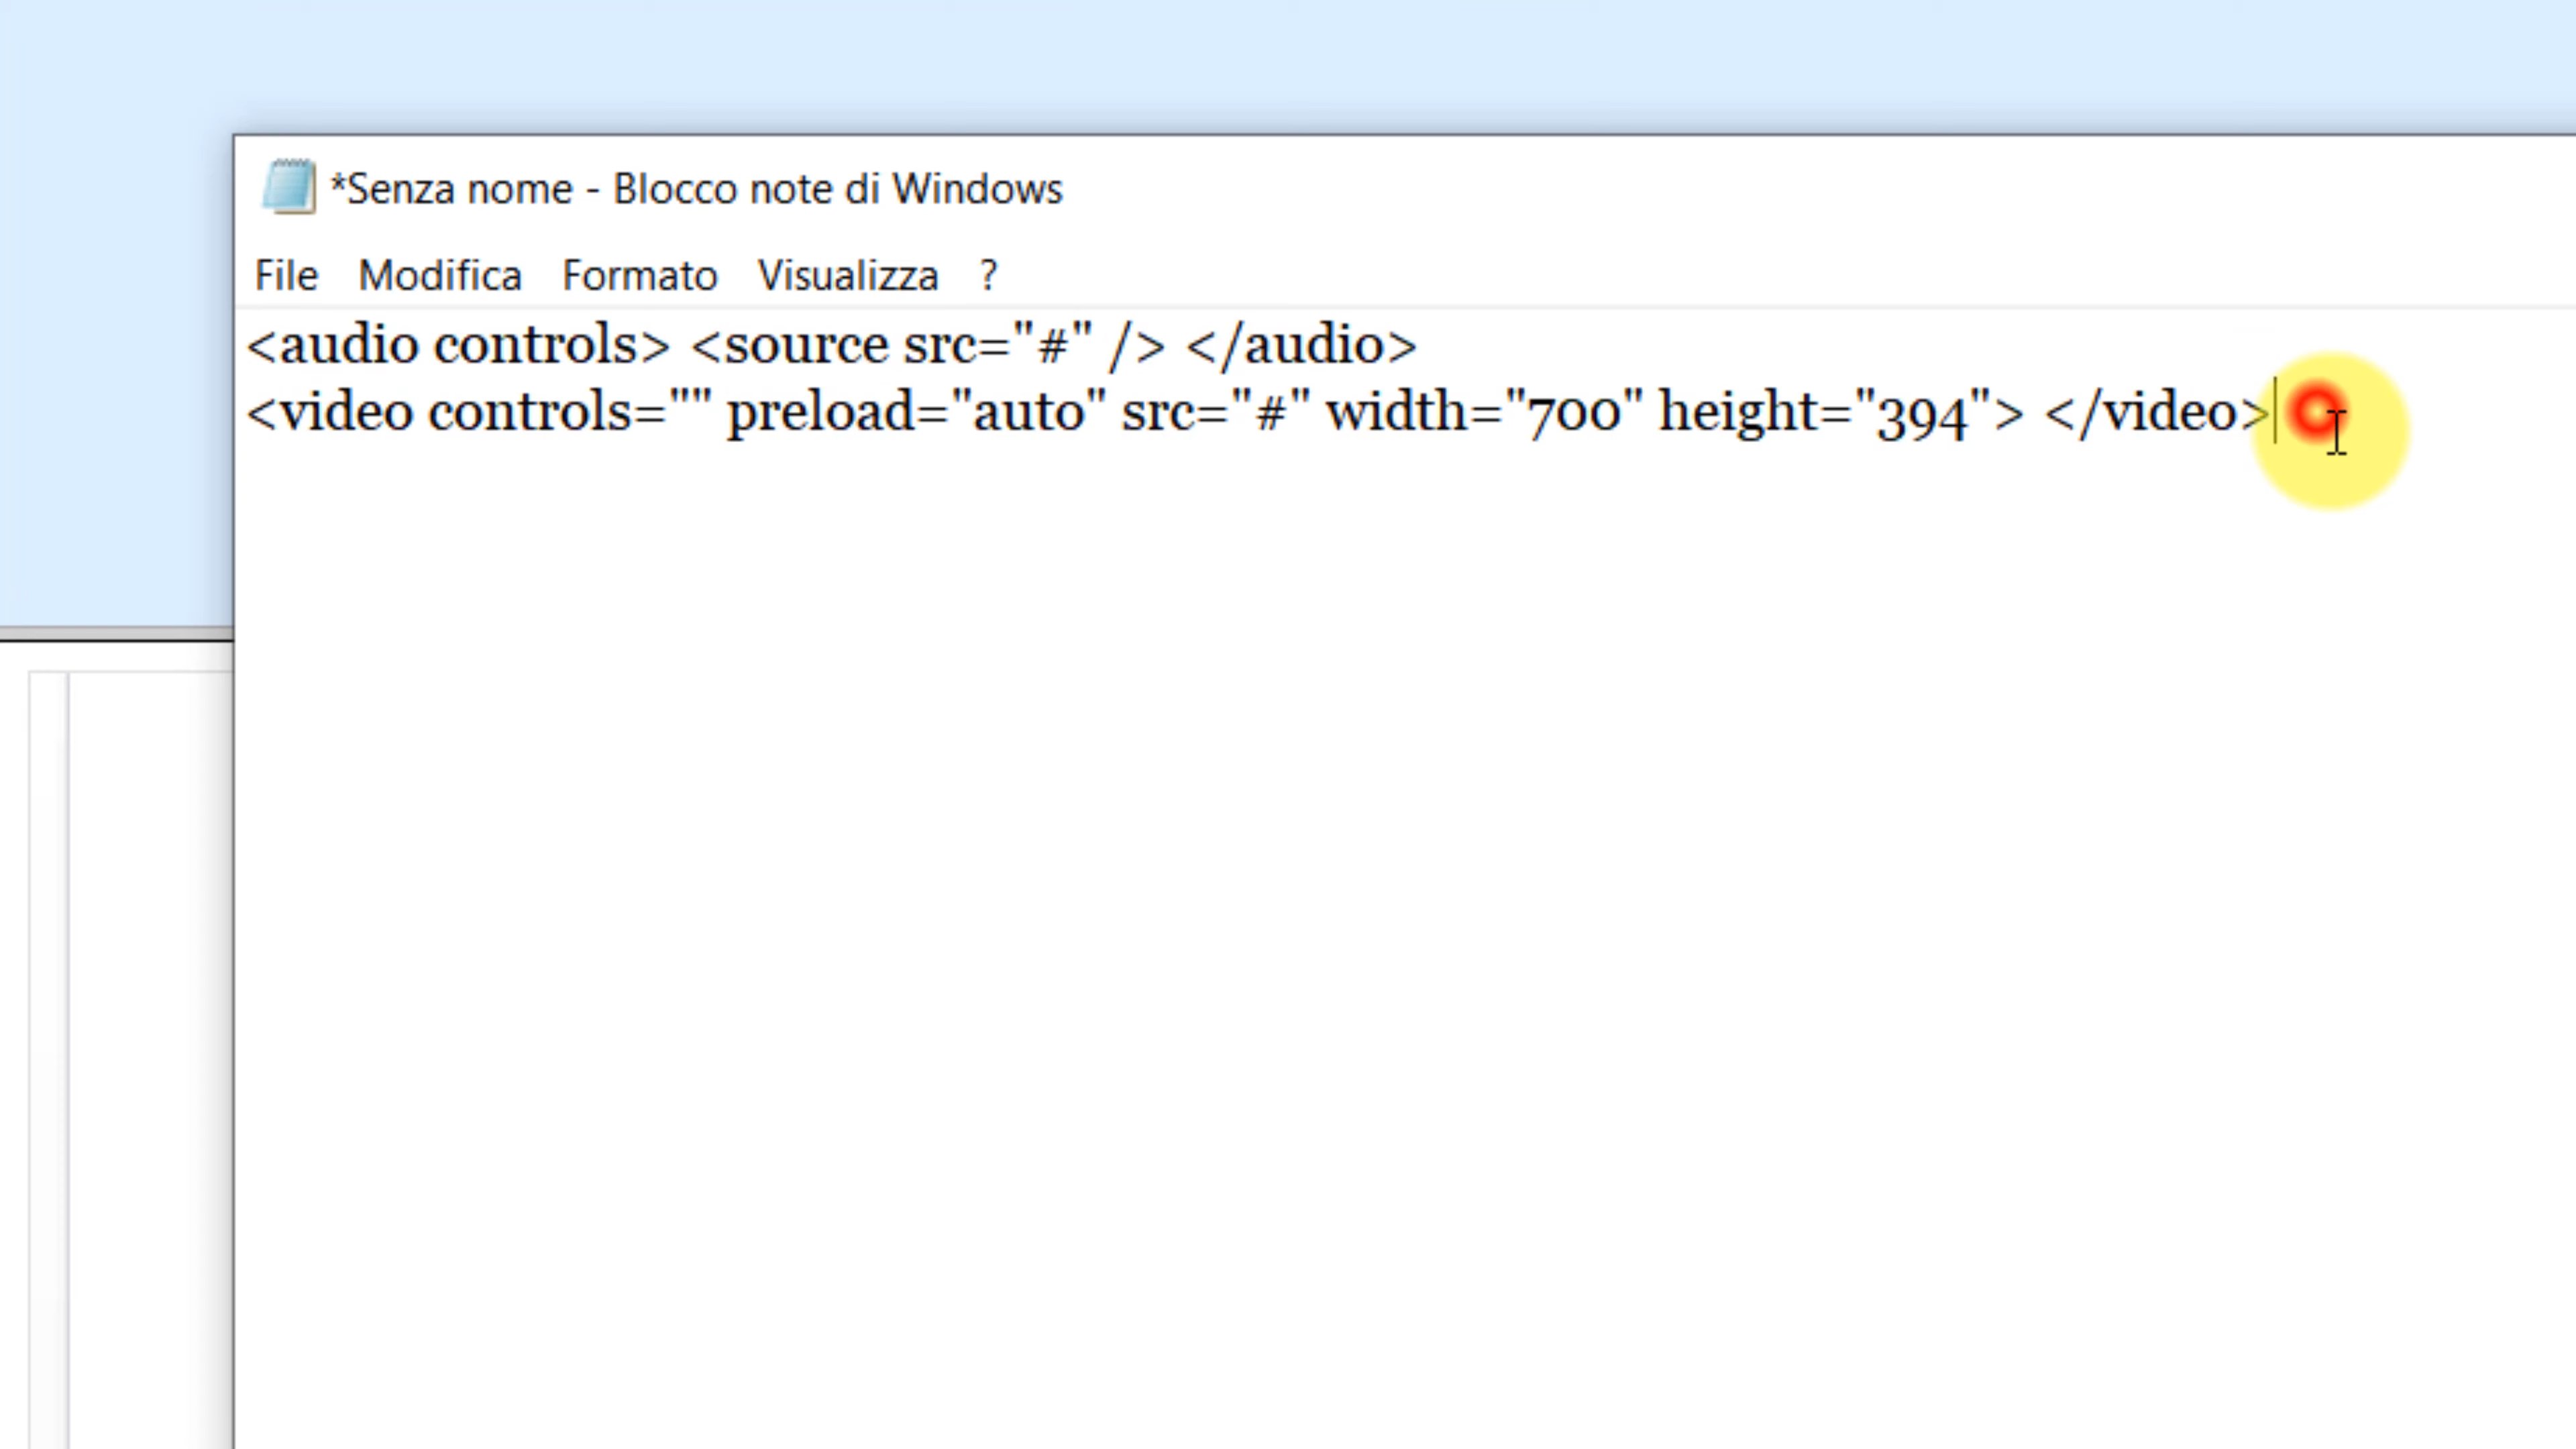 *Senza nome - Blocco note di Windows
File Modifica Formato Visualizza ?
<audio controls> <source src="#" /> </audio>
<video controls="" preload="auto" src="#" width="700" height="394"> </video>